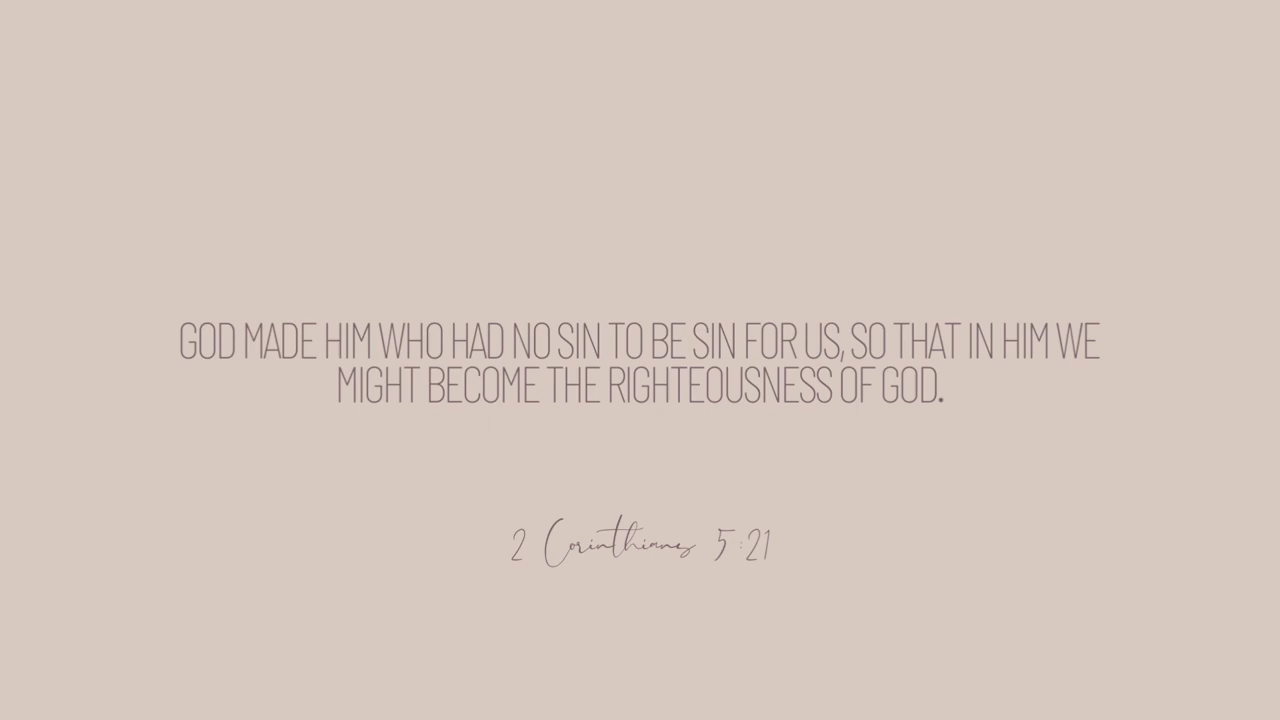 GOD MADE HIM WHO HAD NO SIN TO BE SIN FOR US, SO THAT IN HIM WE
MIGHT BECOME THE RIGHTEOUSNESS OF GOD.
2 Corinthians 5:21